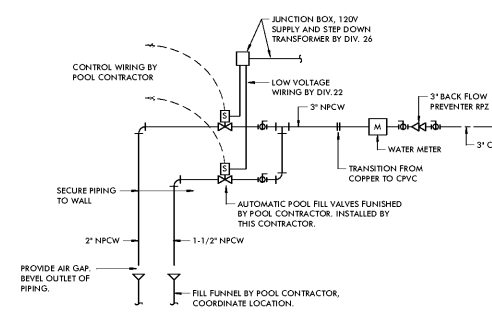 JUNCTION BOX, 120V
SUPPLY AND STEP DOWN
TRANSFORMER BY DIV. 26
CONTROL WIRING BY
POOL CONTRACTOR
LOW VOLTAGE
WIRING BY DIV.22
3" NPCW
3" BACK FLOW
PREVENTER RPZ
S
M
WATER METER
3" C
TRANSITION FROM
COPPER TO CPVC
S
SECURE PIPING
TO WALL
AUTOMATIC POOL FILL VALVES FUNISHED
BY POOL CONTRACTOR. INSTALLED BY
THIS CONTRACTOR.
2" NPCW
1-1/2" NPCW
PROVIDE AIR GAP.
BEVEL OUTLET OF
PIPING.
FILL FUNNEL BY POOL CONTRACTOR,
COORDINATE LOCATION.